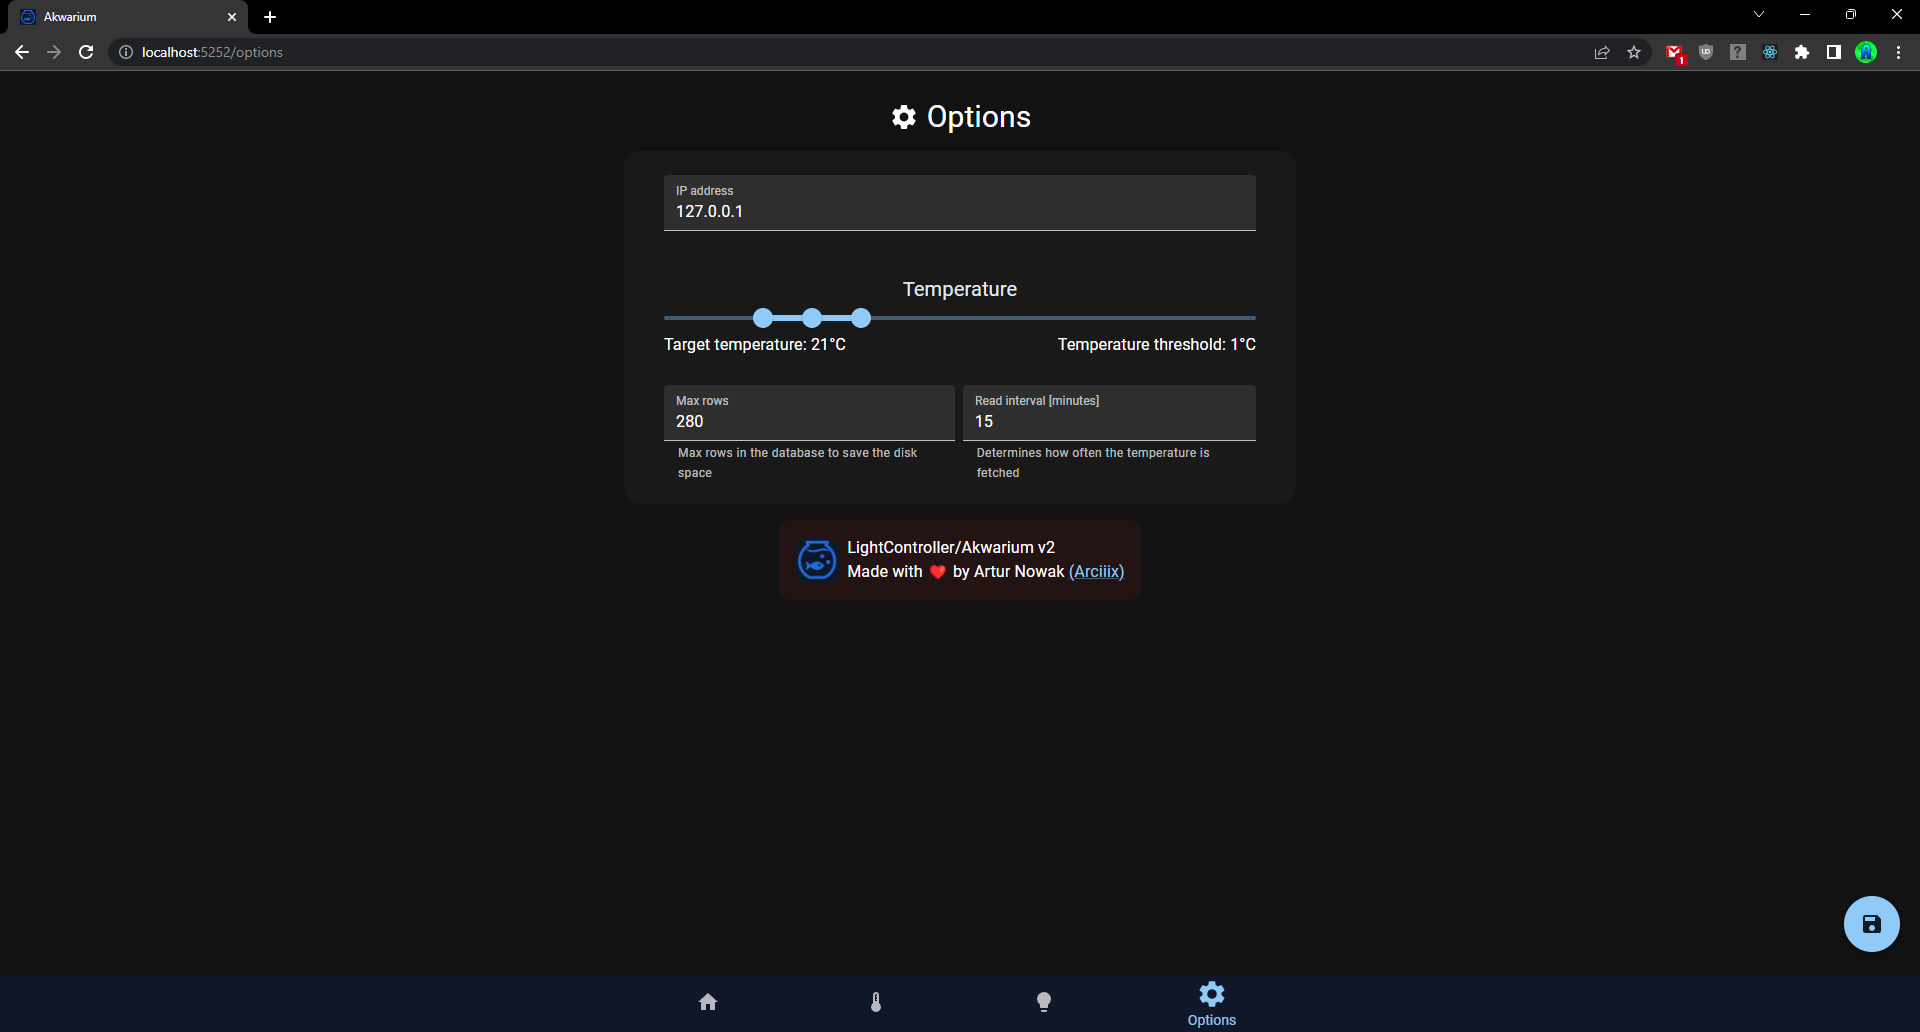 Akwarium
localhost:5252/options
1
Options
IP address
127.0.0.1
Temperature
Target temperature: 21°C
Temperature threshold: 1°C
Max rows
280
Max rows in the database to save the disk
space
Read interval [minutes]
15
Determines how often the temperature is
fetched
LightController/Akwarium v2
Made with ❤️ by Artur Nowak (Arciiix)
Options